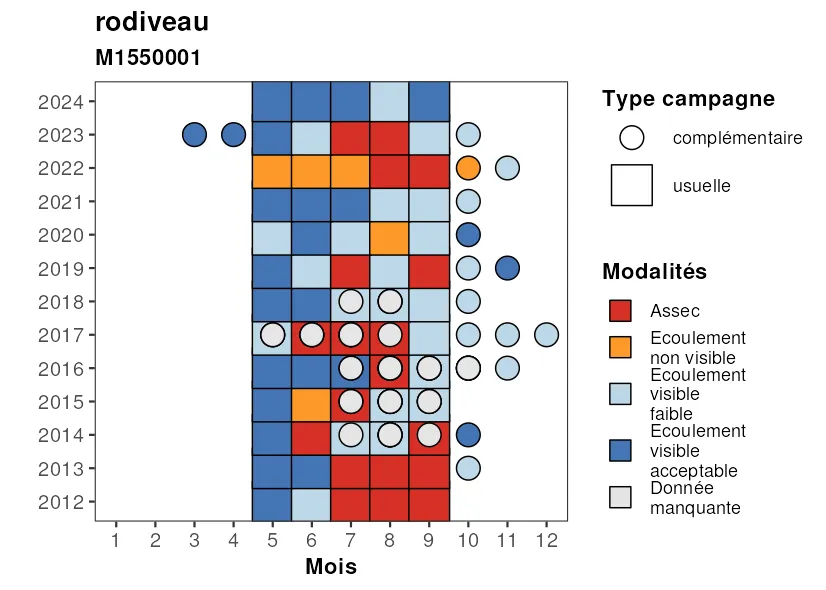 rodiveau
M1550001
2024
2023
2022
2021
2020
2019
2018
2017
2016
2015
2014
2013
2012
1 2 3 4 5 6 7 8 9 10 11 12
Mois
Type campagne
complémentaire
usuelle
Modalités
Assec
Ecoulement
non visible
Ecoulement
visible
faible
Ecoulement
visible
acceptable
Donnée
manquante